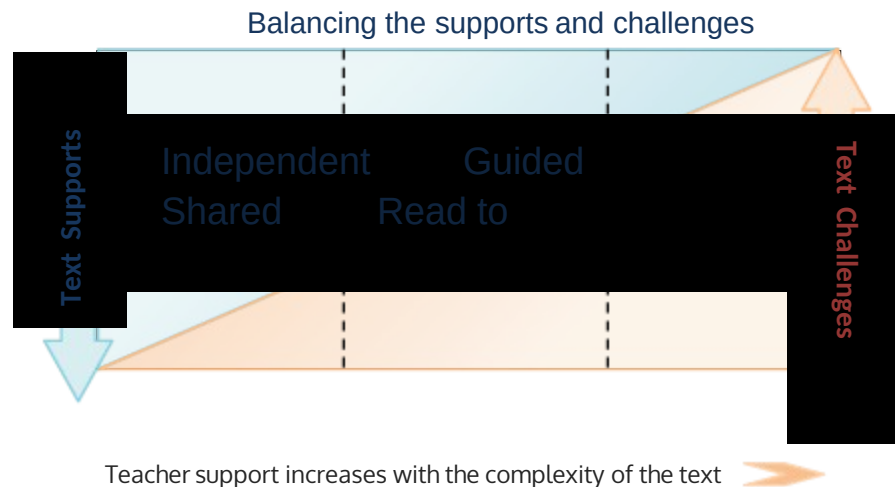 Balancing the supports and challenges
Text Supports
Independent Guided
Shared Read to
Text Challenges
Teacher support increases with the complexity of the text